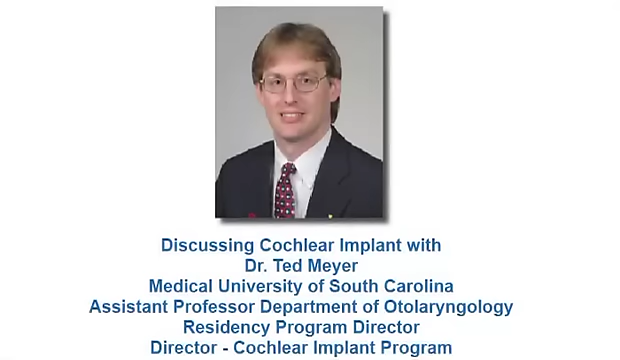 Discussing Cochlear Implant with
Dr. Ted Meyer
Medical University of South Carolina
Assistant Professor Department of Otolaryngology
Residency Program Director
Director - Cochlear Implant Program